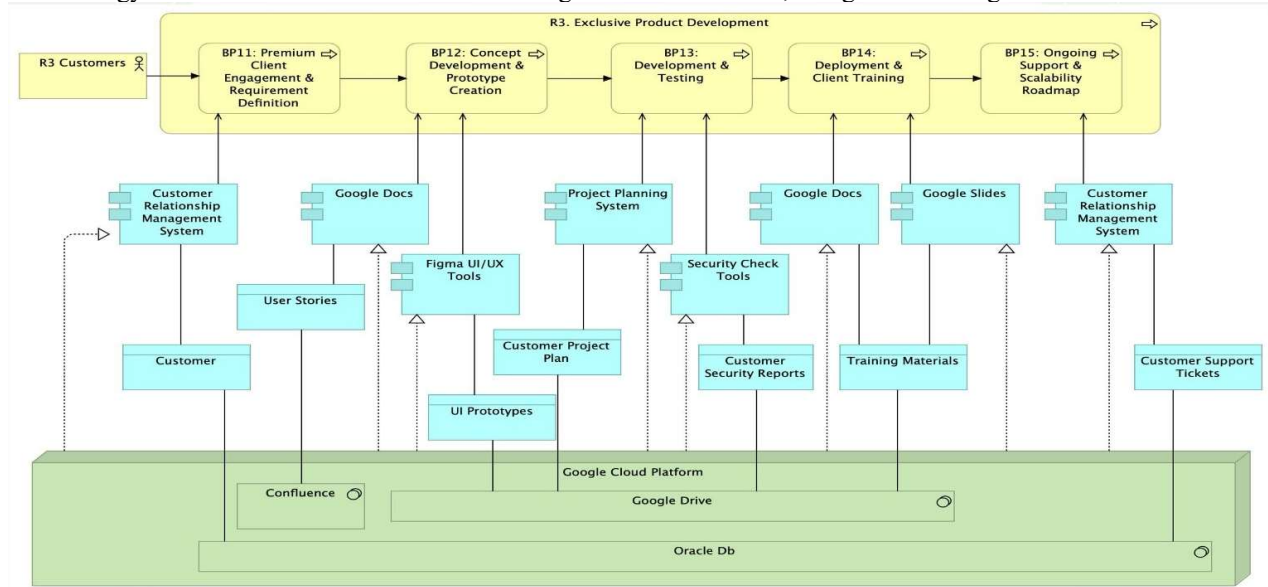 R3. Exclusive Product Development
R3 Customers
BP11: Premium
Client
Engagement &
Requirement
Definition
BP12: Concept
Development &
Prototype
Creation
BP13:
Development &
Testing
BP14:
Deployment &
Client Training
BP15: Ongoing
Support &
Scalability
Roadmap
Customer
Relationship
Management
System
Google Docs
Project Planning
System
Google Docs
Google Slides
Customer
Relationship
Management
System
Figma UI/UX
Tools
Security Check
Tools
User Stories
Customer
Customer Project
Plan
Customer
Security Reports
Training Materials
Customer Support
Tickets
UI Prototypes
Google Cloud Platform
Confluence
Google Drive
Oracle Db